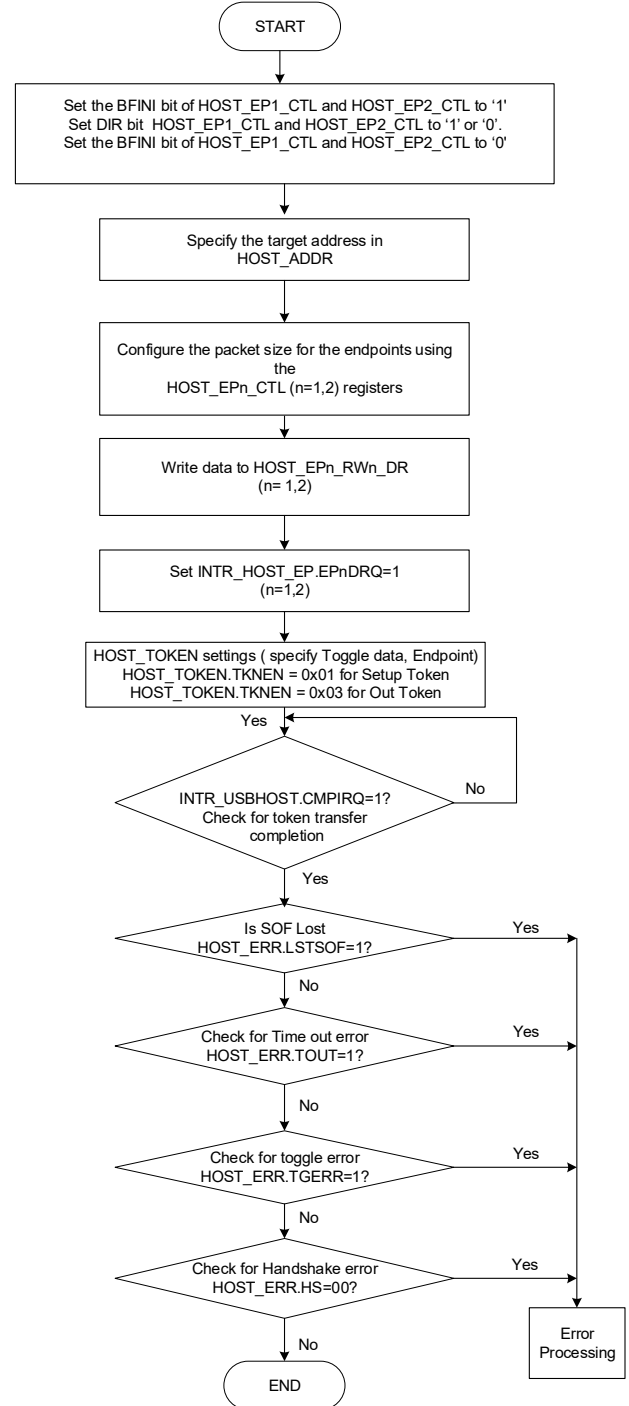 START
Set the BFINI bit of HOST_EP1_CTL and HOST_EP2_CTL to ‘1'
Set DIR bit HOST_EP1_CTL and HOST_EP2_CTL to ‘1’ or ‘0’.
Set the BFINI bit of HOST_EP1_CTL and HOST_EP2_CTL to ‘0'
Specify the target address in
HOST_ADDR
Configure the packet size for the endpoints using
the
HOST_EPn_CTL (n=1,2) registers
Write data to HOST_EPn_RWn_DR
(n= 1,2)
Set INTR_HOST_EP.EPnDRQ=1
(n=1,2)
HOST_TOKEN settings ( specify Toggle data, Endpoint)
HOST_TOKEN.TKNEN = 0x01 for Setup Token
HOST_TOKEN.TKNEN = 0x03 for Out Token
Yes
INTR_USBHOST.CMPIRQ=1?
Check for token transfer
completion
No
Yes
Is SOF Lost
HOST_ERR.LSTSOF=1?
Yes
No
Check for Time out error
HOST_ERR.TOUT=1?
Yes
No
Check for toggle error
HOST_ERR.TGERR=1?
Yes
No
Check for Handshake error
HOST_ERR.HS=00?
Yes
No
Error
Processing
END